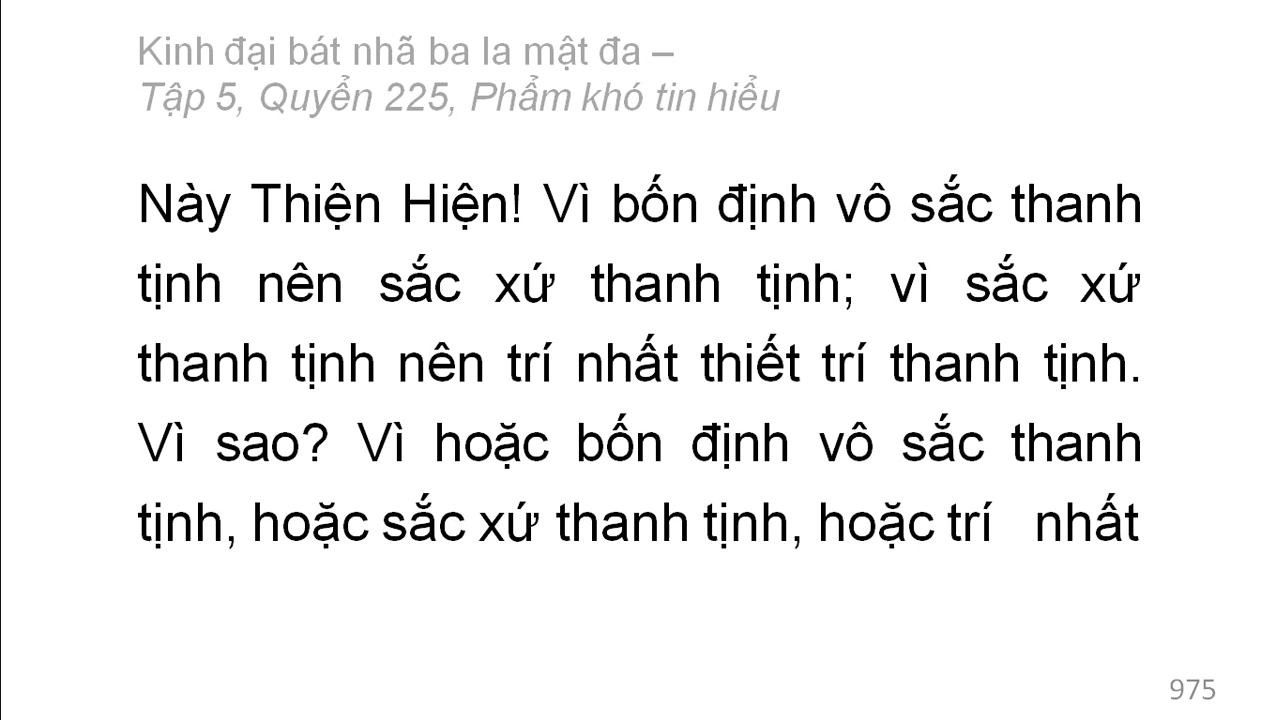 Kinh đại bát nhã ba la mật đa –
Tập 5, Quyển 225, Phẩm khó tin hiểu
Này Thiện Hiện! Vì bốn định vô sắc thanh
tịnh nên sắc xứ thanh tịnh; vì sắc xứ
thanh tịnh nên trí nhất thiết trí thanh tịnh.
Vì sao? Vì hoặc bốn định vô sắc thanh
tịnh, hoặc sắc xứ thanh tịnh, hoặc trí nhất
975